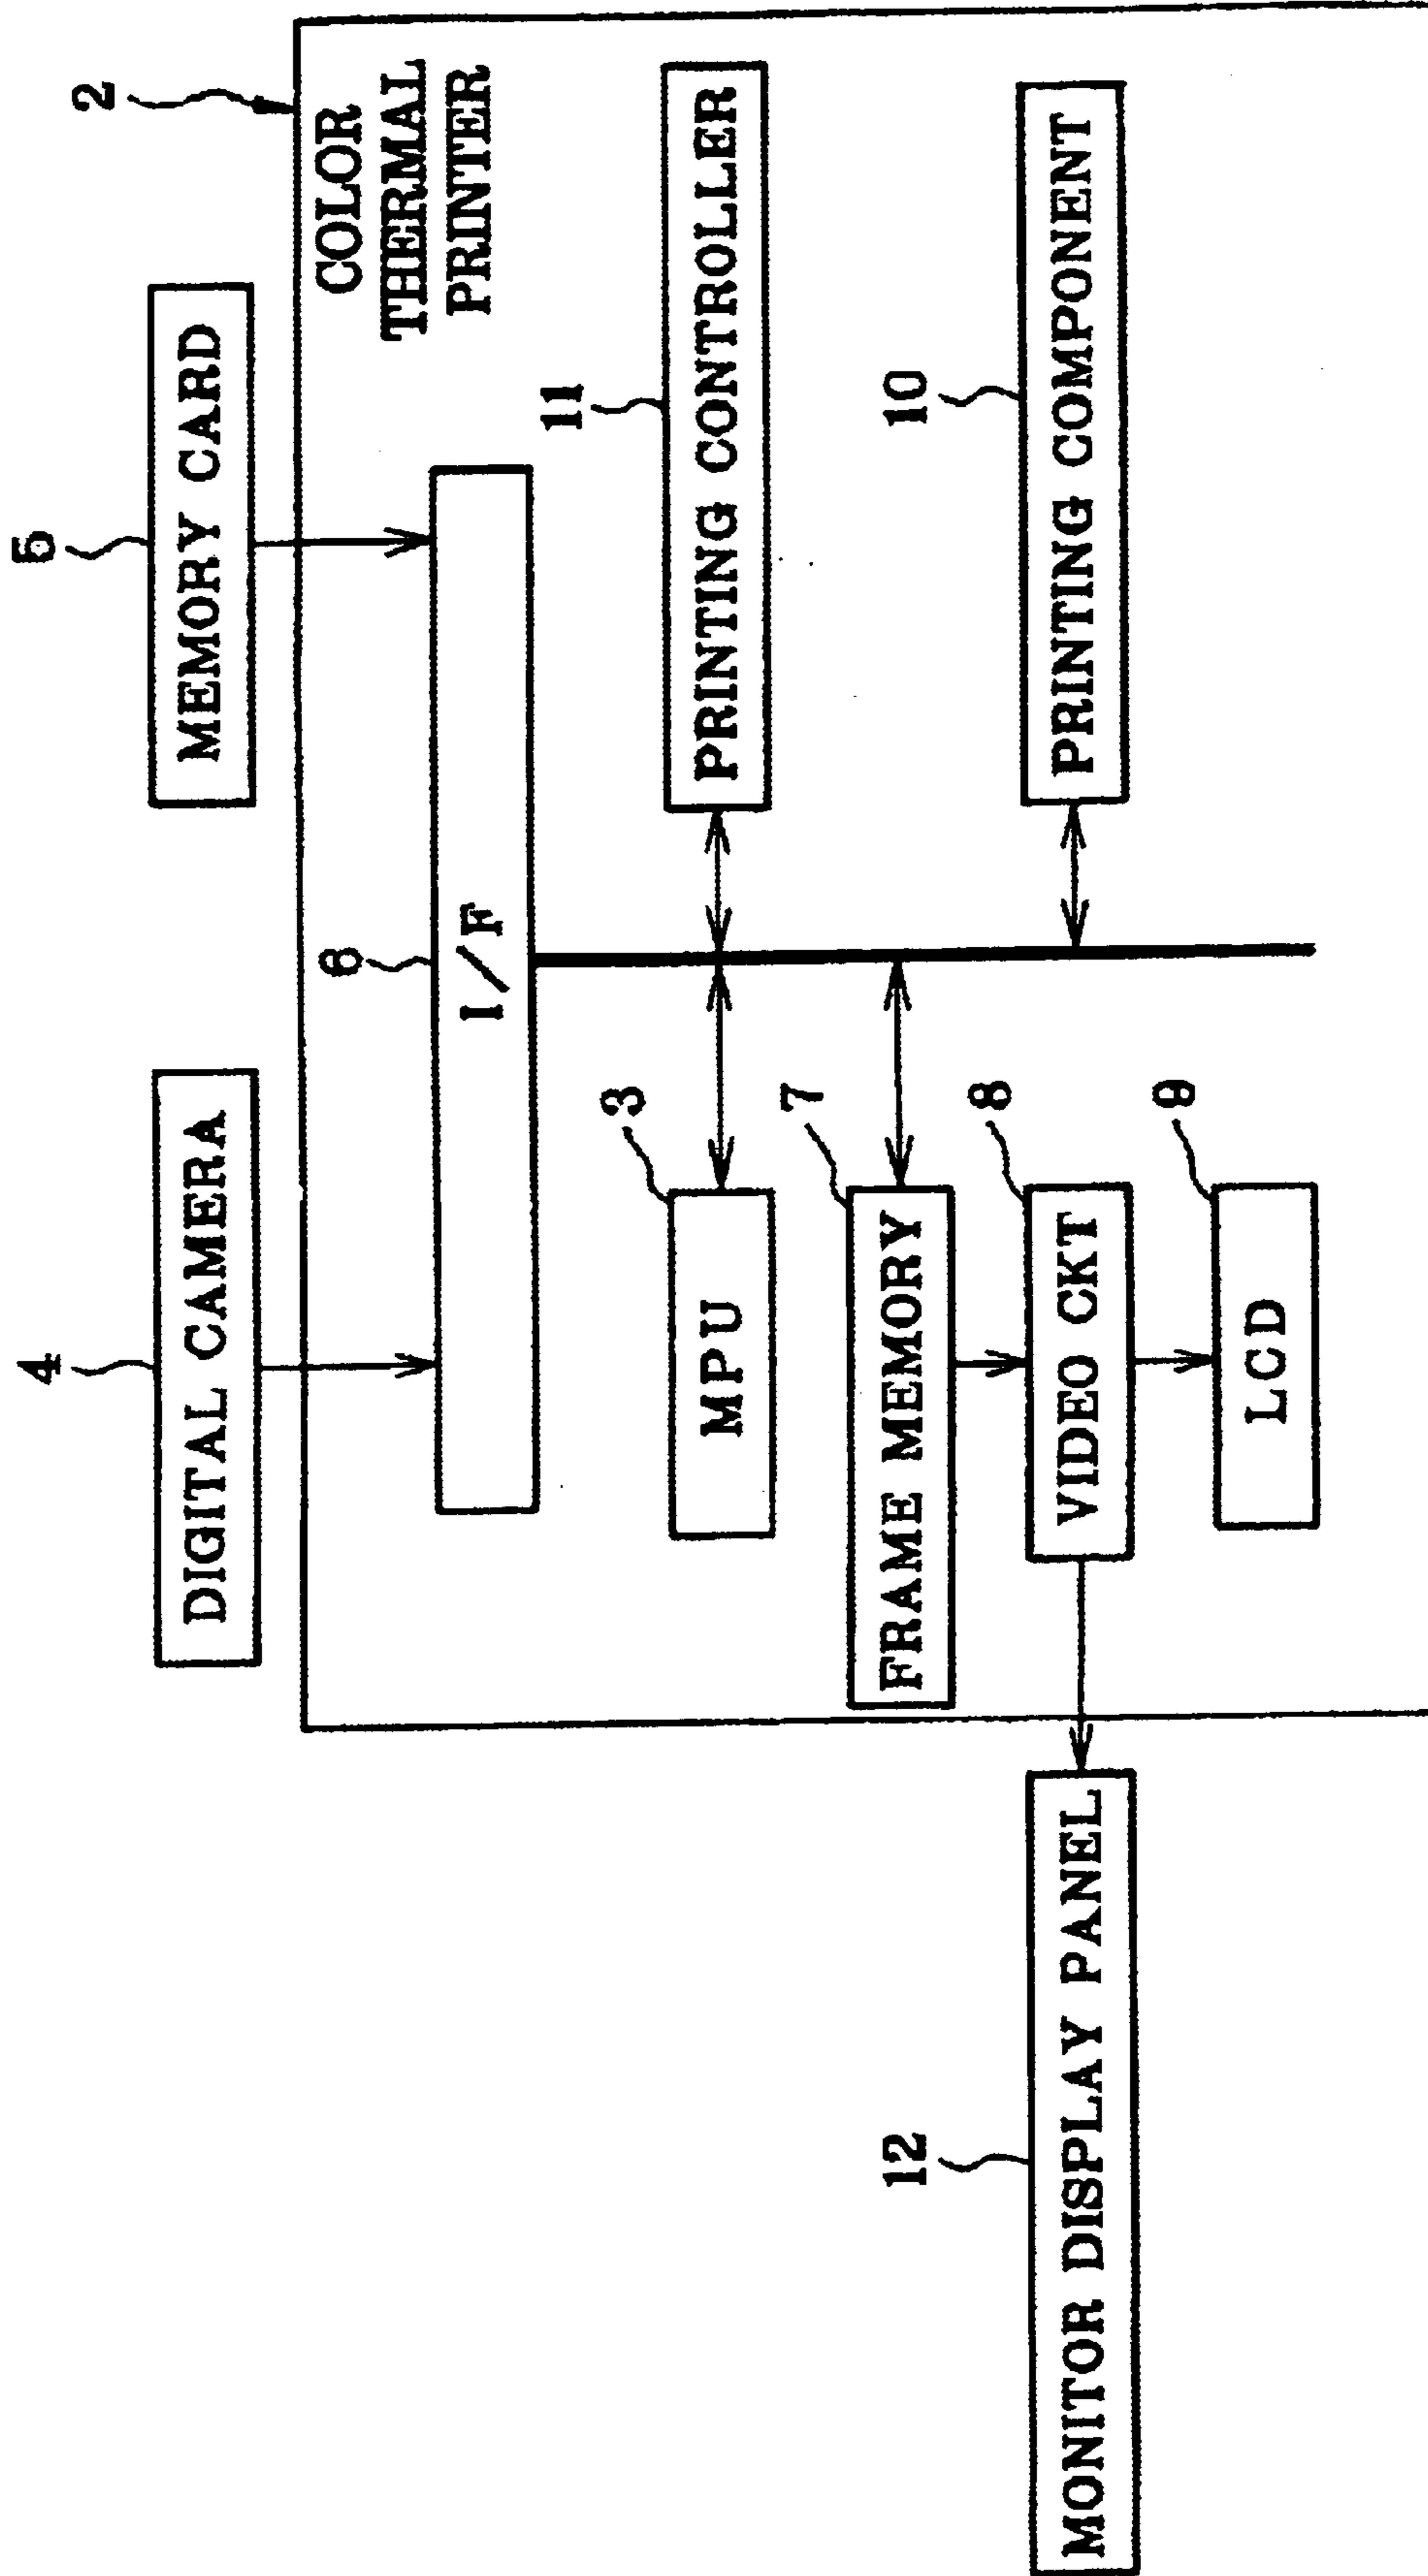 2
COLOR
THERMAL
PRINTER
5
MEMORY CARD
4
DIGITAL CAMERA
6
I/F
11
PRINTING CONTROLLER
3
MPU
10
PRINTING COMPONENT
7
FRAME MEMORY
8
VIDEO CKT
9
LCD
12
MONITOR DISPLAY PANEL